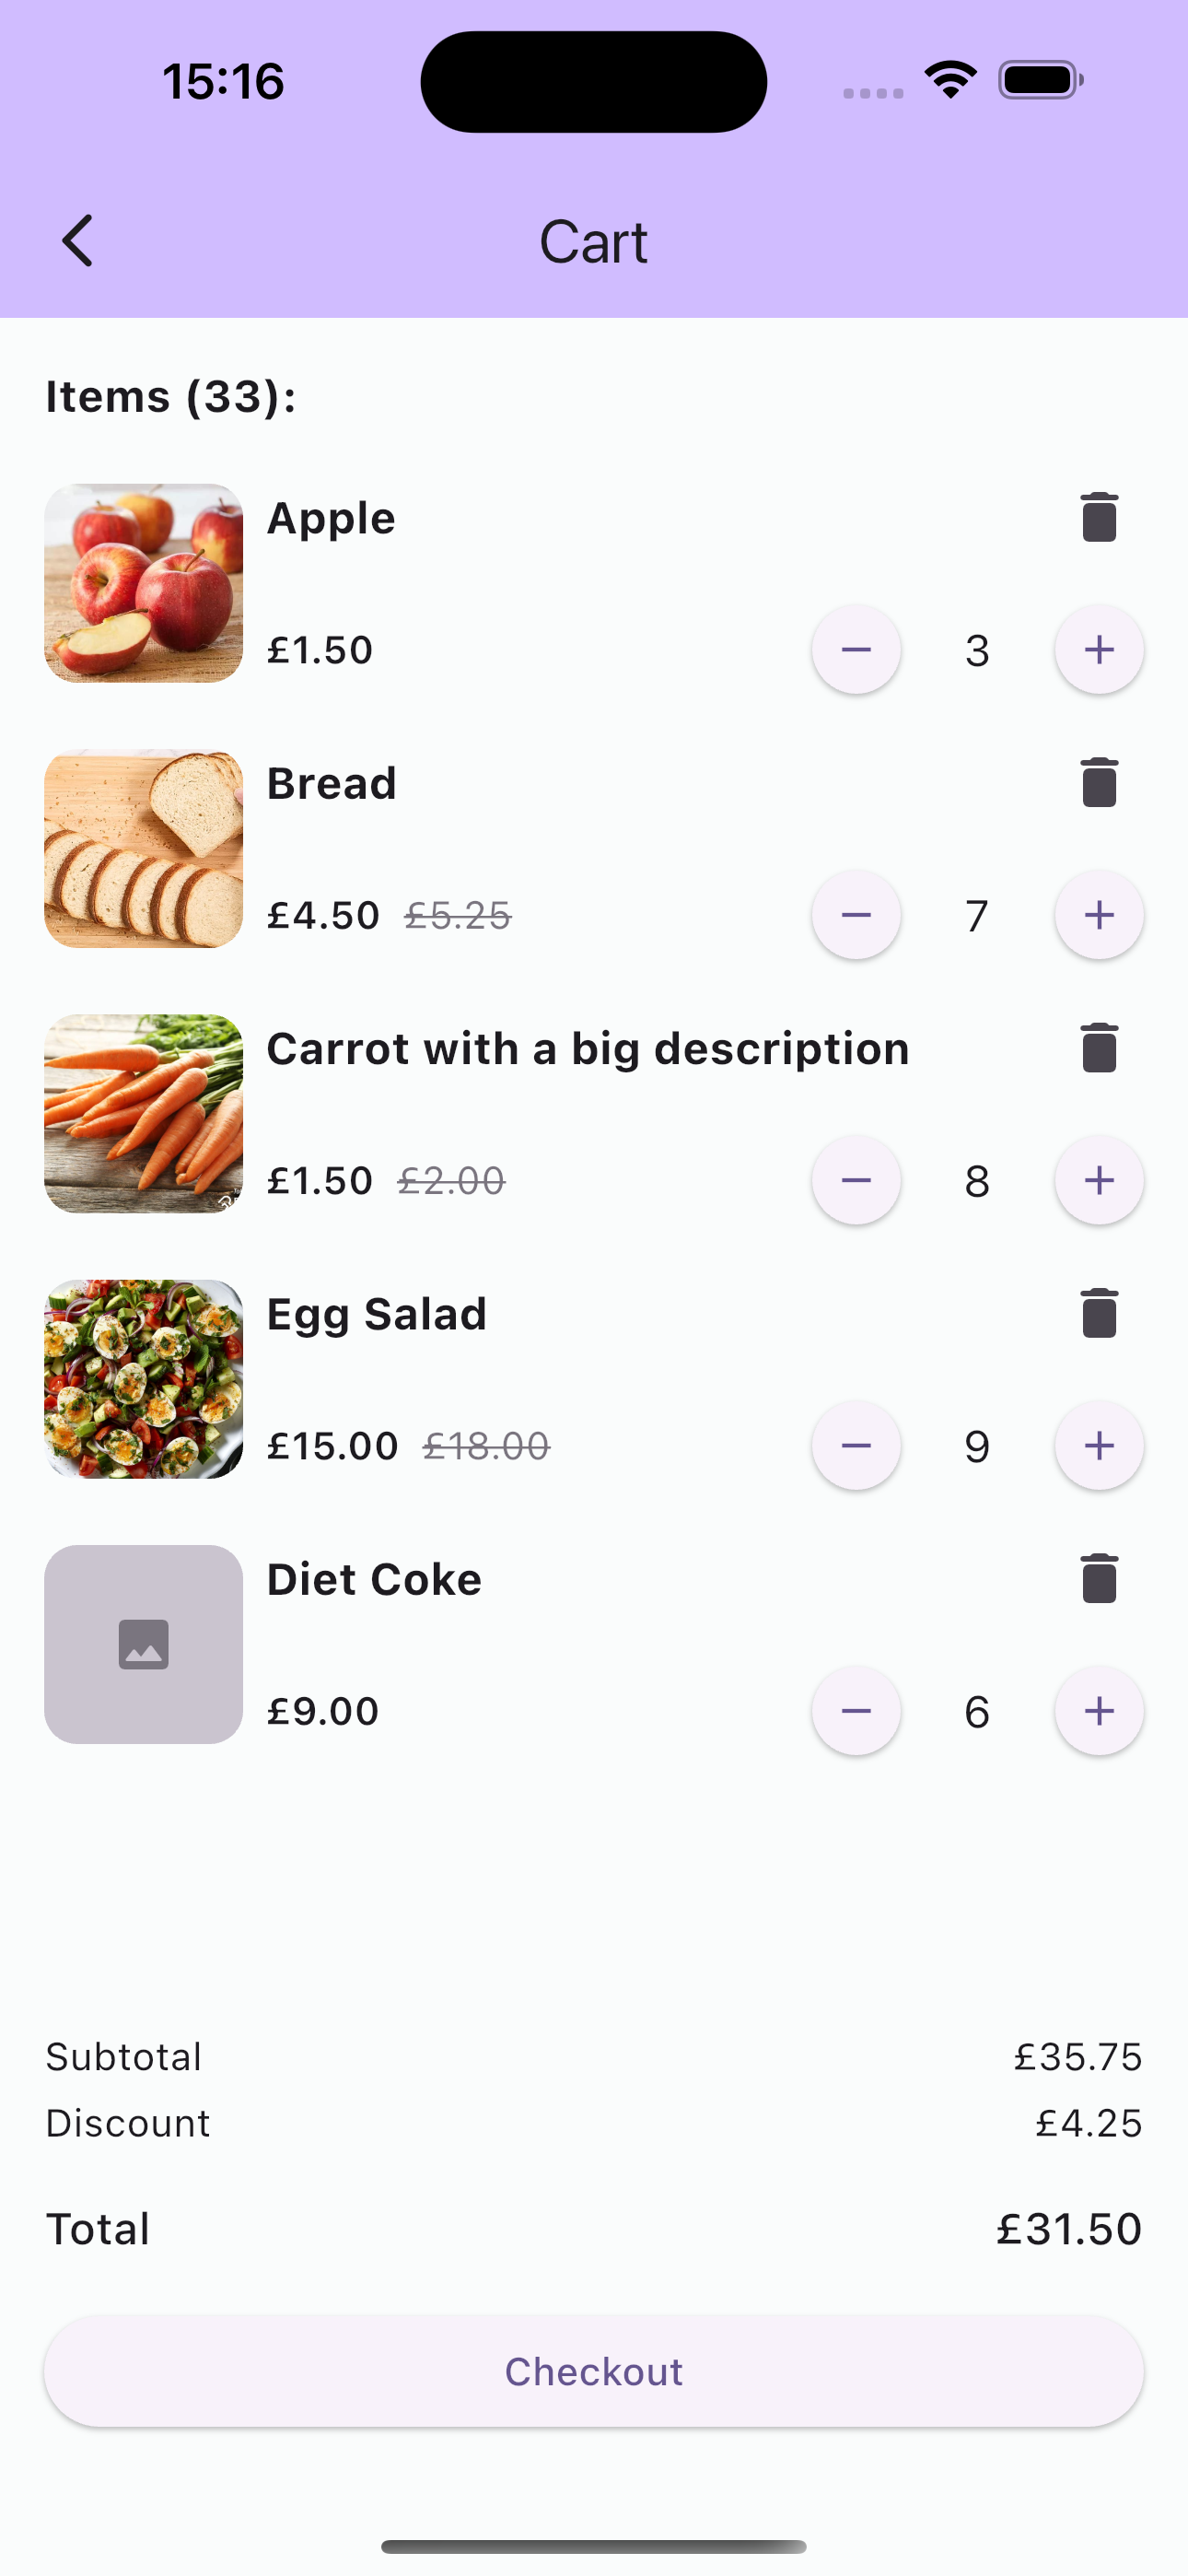 15:16
Cart
Items (33):
Apple
£1.50
3
Bread
£4.50 £5.25
7
Carrot with a big description
£1.50 £2.00
8
Egg Salad
£15.00 £18.00
9
Diet Coke
£9.00
6
Subtotal £35.75
Discount £4.25
Total £31.50
Checkout